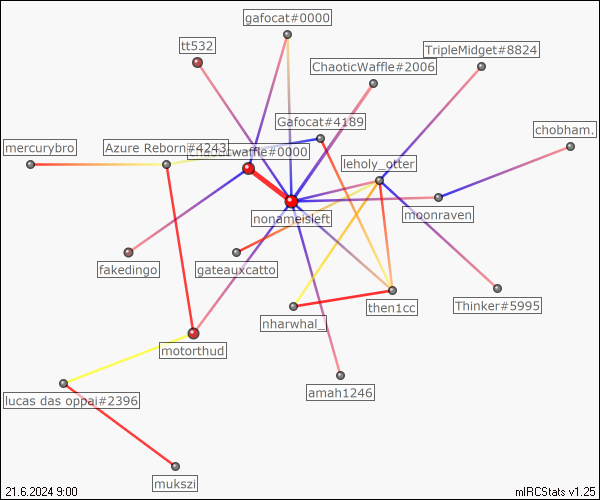 gafocat#0000
tt532
TripleMidget#8824
ChaoticWaffle#2006
Gafocat#4189
chobham.
mercurybro
Azure Reborn#4243
chaoticwaffle#0000
leholy_otter
nonameisleft
moonraven
fakedingo
gateauxcatto
Thinker#5995
then1cc
nharwhal_
motorthud
amah1246
lucas das oppai#2396
mukszi
21.6.2024 9:00
mIRCStats v1.25